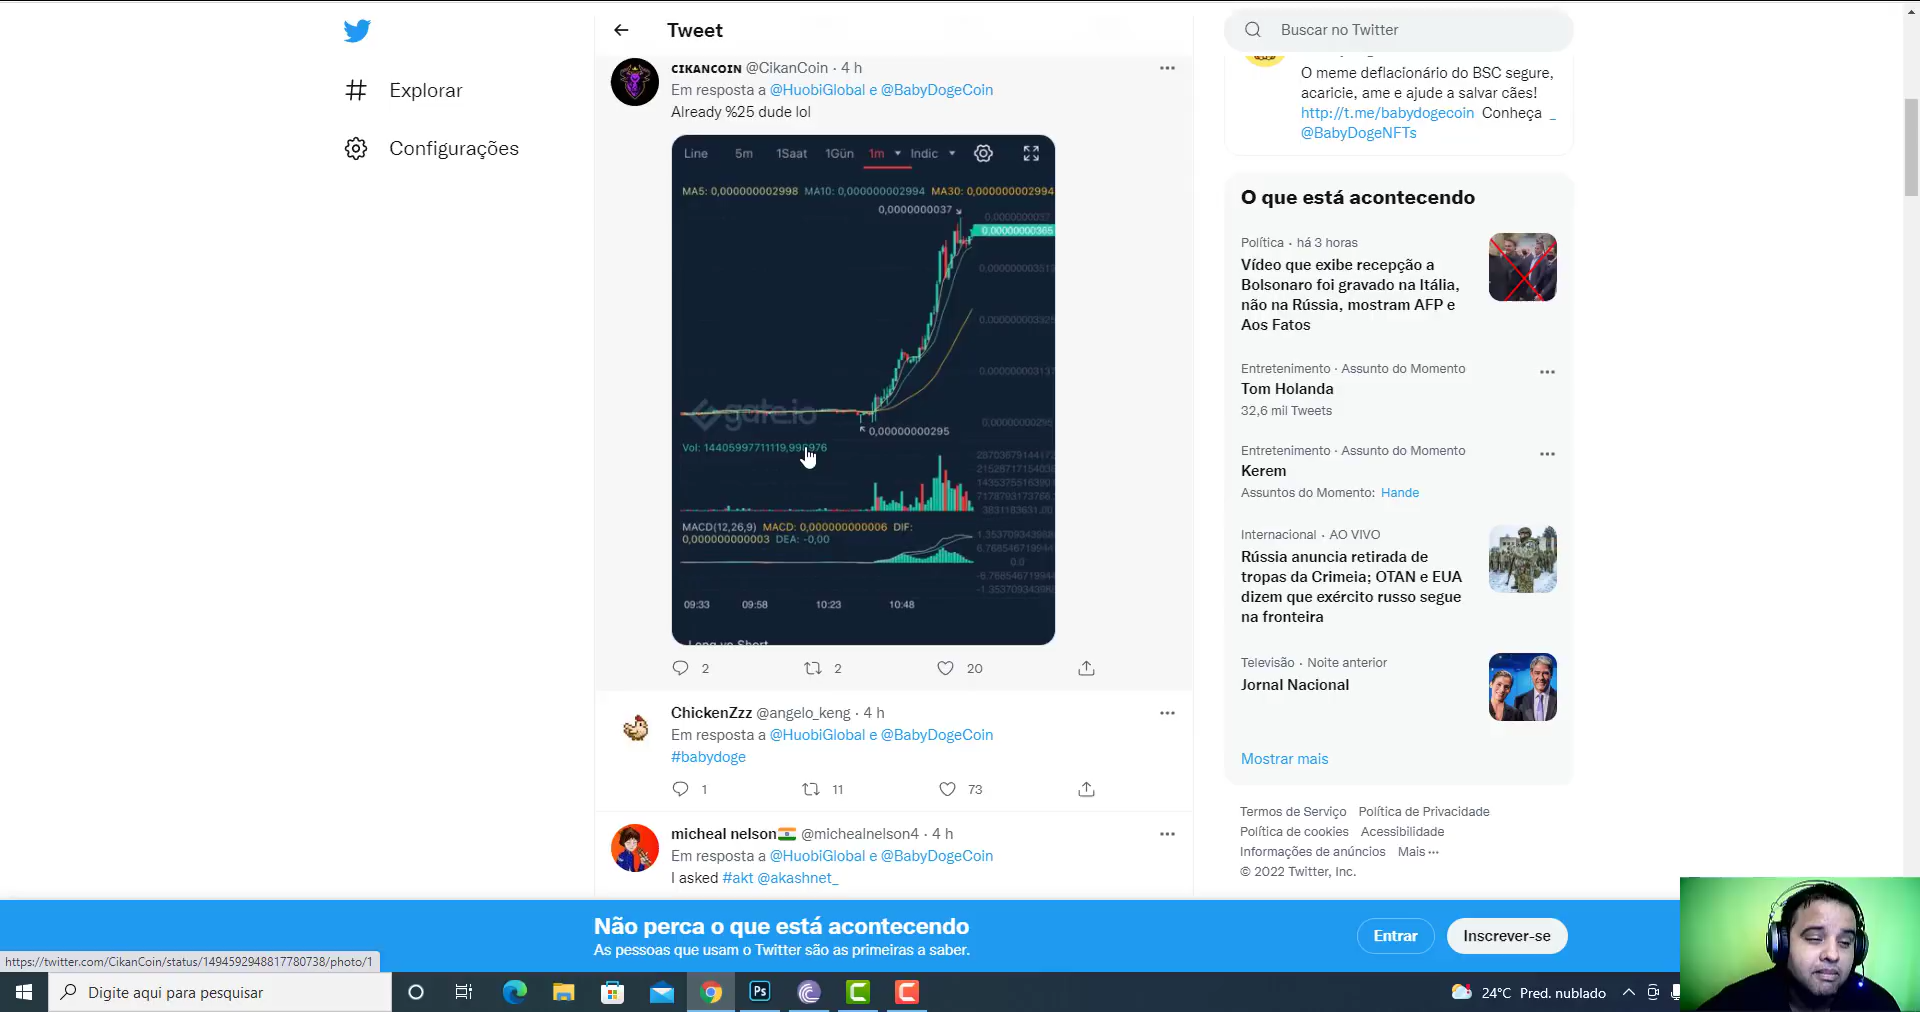 Tweet
Buscar no Twitter
Explorar
Configurações
CIKANCOIN @CikanCoin · 4 h
Em resposta a @HuobiGlobal e @BabyDogeCoin
Already %25 dude lol
Line 5m 1Saat 1Gün 1m Indic
MA5: 0,000000002998 MA10: 0,000000002994 MA30: 0,000000002994
0,0000000037
0,00000000365
gate.io
0,00000000295
MACD(12,26,9) MACD: 0,000000000006 DIF:
0,000000000003 DEA: -0,00
0.0
09:33 09:58 10:23 10:48
2 2 20
ChickenZzz @angelo_keng · 4 h
Em resposta a @HuobiGlobal e @BabyDogeCoin
#babydoge
1 11 73
micheal nelson @michealnelson4 · 4 h
Em resposta a @HuobiGlobal e @BabyDogeCoin
I asked #akt @akashnet_
O meme deflacionário do BSC segure,
acaricie, ame e ajude a salvar cães!
http://t.me/babydogecoin Conheça _
@BabyDogeNFTs
O que está acontecendo
Política · há 3 horas
Vídeo que exibe recepção a
Bolsonaro foi gravado na Itália,
não na Rússia, mostram AFP e
Aos Fatos
Entretenimento · Assunto do Momento
Tom Holanda
32,6 mil Tweets
Entretenimento · Assunto do Momento
Kerem
Assuntos do Momento: Hande
Internacional · AO VIVO
Rússia anuncia retirada de
tropas da Crimeia; OTAN e EUA
dizem que exército russo segue
na fronteira
Televisão · Noite anterior
Jornal Nacional
Mostrar mais
Termos de Serviço Política de Privacidade
Política de cookies Acessibilidade
Informações de anúncios Mais ···
© 2022 Twitter, Inc.
Não perca o que está acontecendo
As pessoas que usam o Twitter são as primeiras a saber.
Entrar
Inscrever-se
https://twitter.com/CikanCoin/status/1494592948817780738/photo/1
Digite aqui para pesquisar
Ps
24°C Pred. nublado